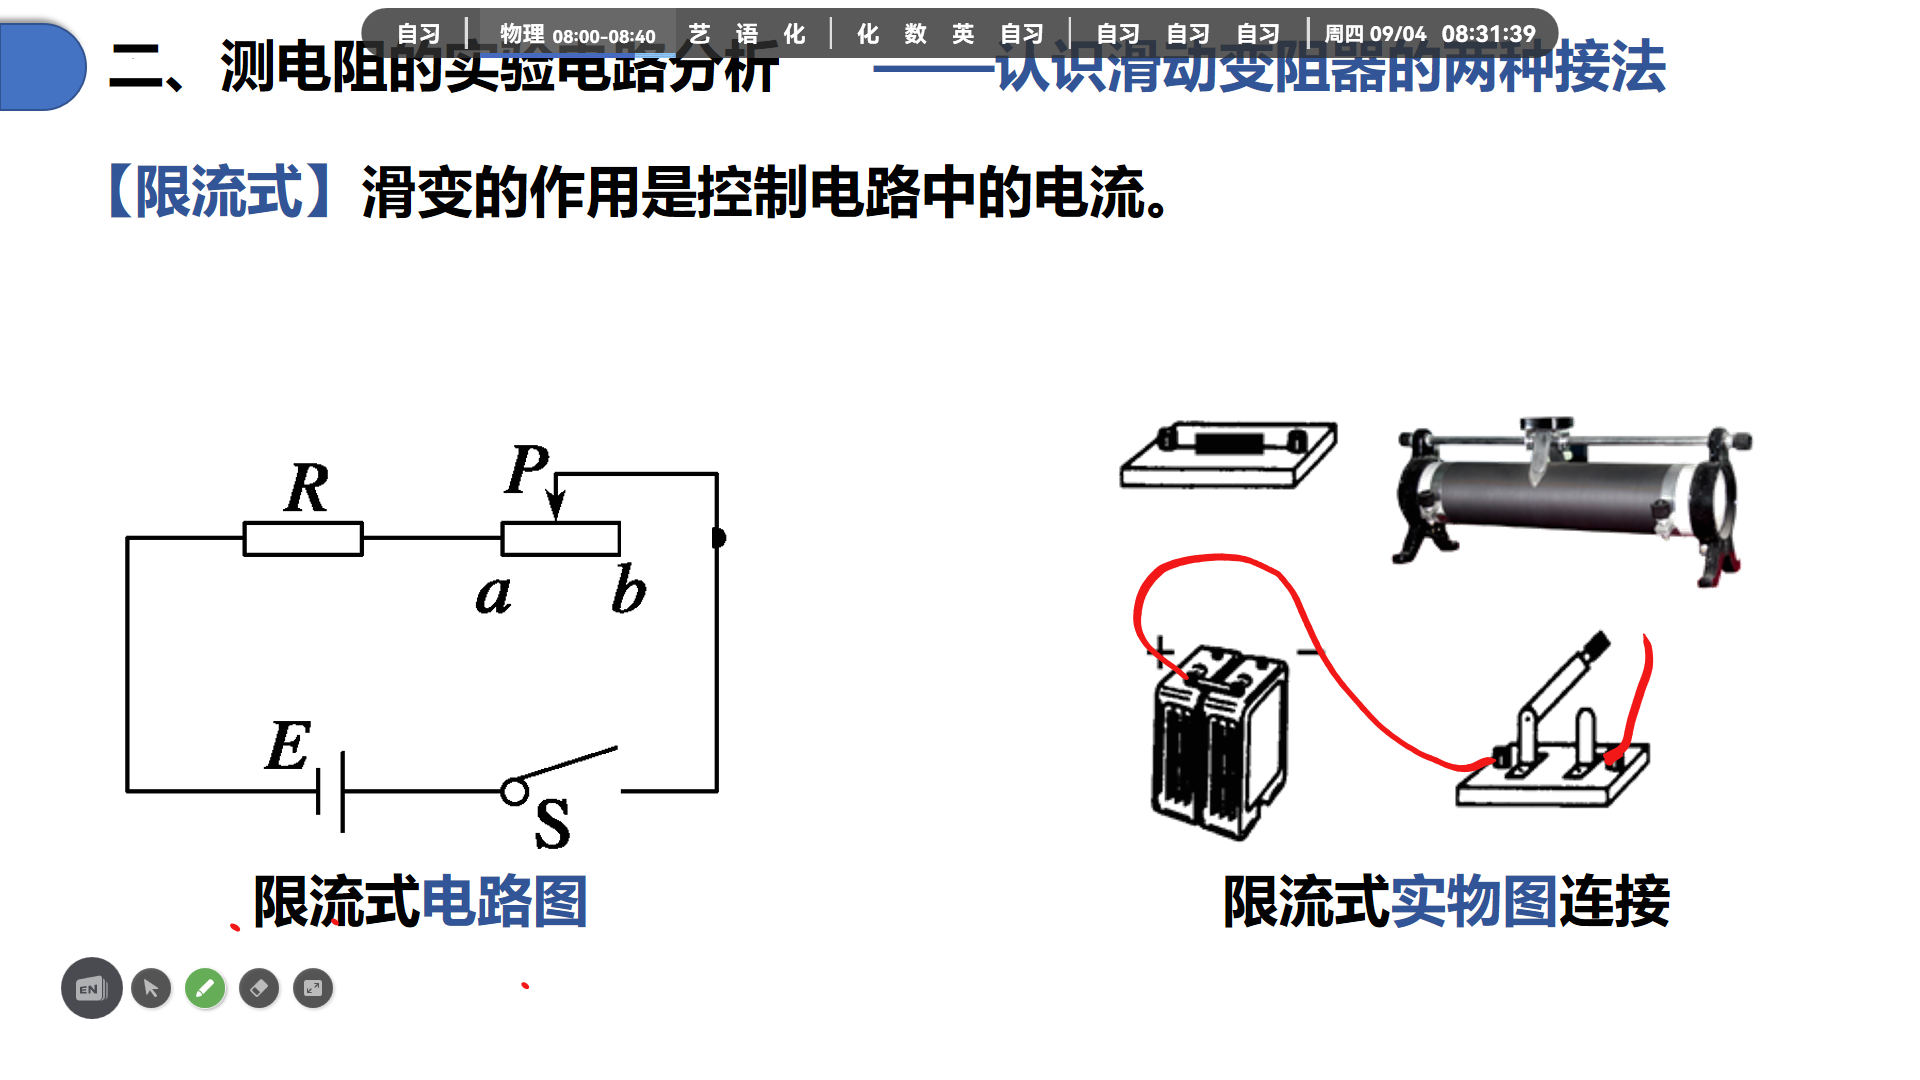 自习 物理 08:00-08:40 艺 语 化 化 数 英 自习 自习 自习 自习 周四 09/04 08:31:39
二、测电阻的实验电路分析 ——认识滑动变阻器的两种接法
【限流式】滑变的作用是控制电路中的电流。
R P
a b
+ −
E
S
限流式电路图 限流式实物图连接
EN